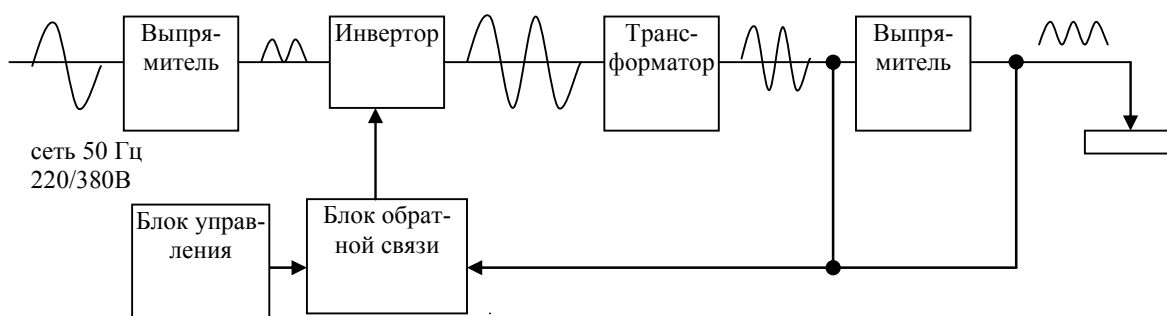 Выпря-
митель
Инвертор
Транс-
форматор
Выпря-
митель
сеть 50 Гц
220/380В
Блок управ-
ления
Блок обрат-
ной связи